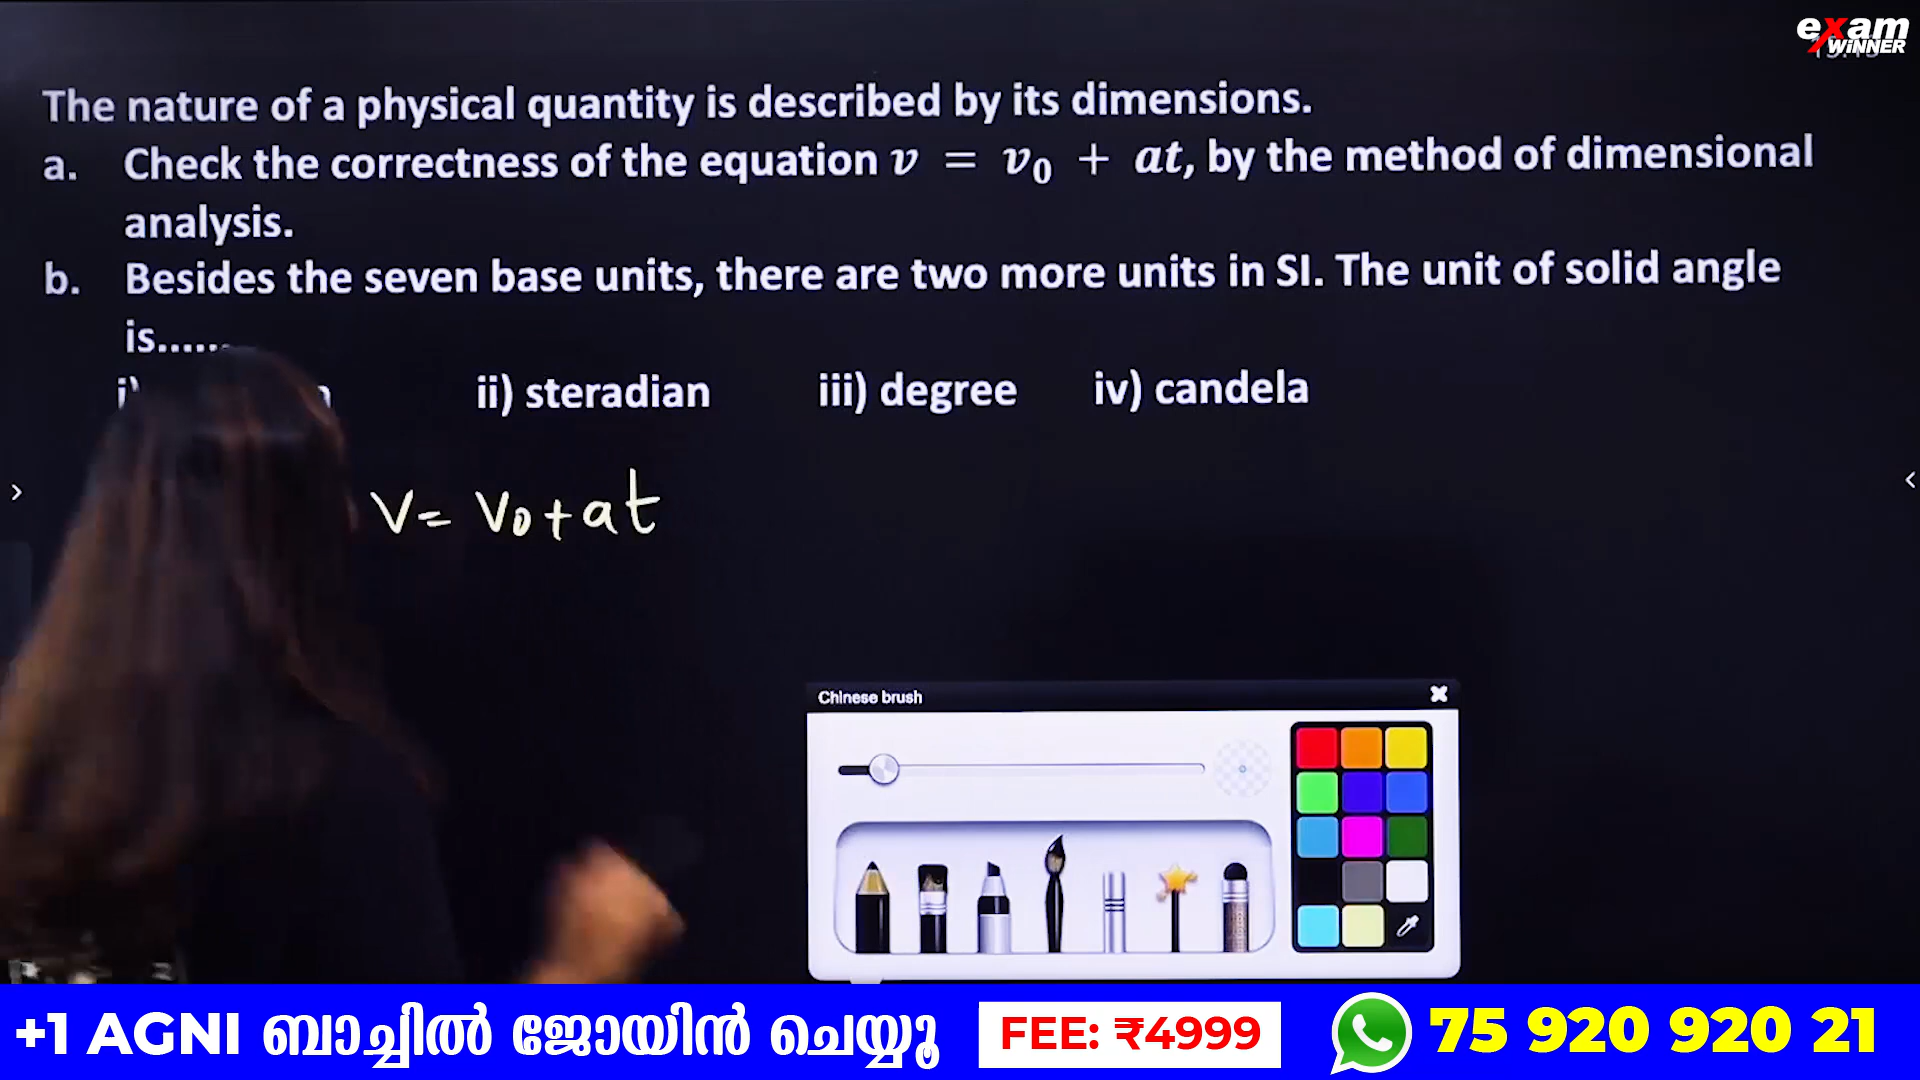 exam
WiNNER
The nature of a physical quantity is described by its dimensions.
a. Check the correctness of the equation v = v₀ + at, by the method of dimensional
analysis.
b. Besides the seven base units, there are two more units in SI. The unit of solid angle
is......
ii) steradian iii) degree iv) candela
V = V₀ + at
Chinese brush
+1 AGNI ബാച്ചിൽ ജോയിൻ ചെയ്യൂ FEE: ₹4999 75 920 920 21